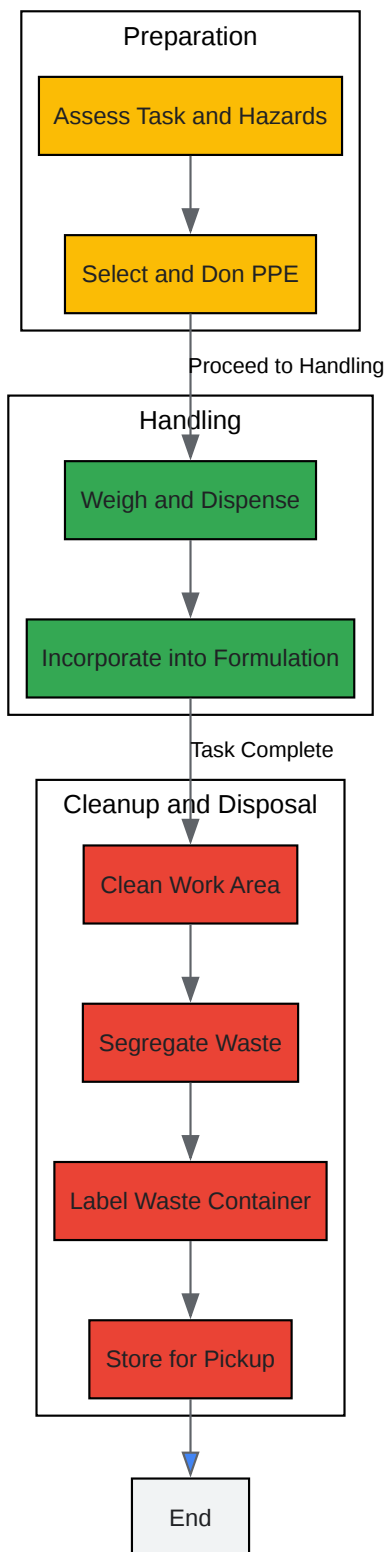 Preparation
Assess Task and Hazards
Select and Don PPE
Proceed to Handling
Handling
Weigh and Dispense
Incorporate into Formulation
Task Complete
Cleanup and Disposal
Clean Work Area
Segregate Waste
Label Waste Container
Store for Pickup
End